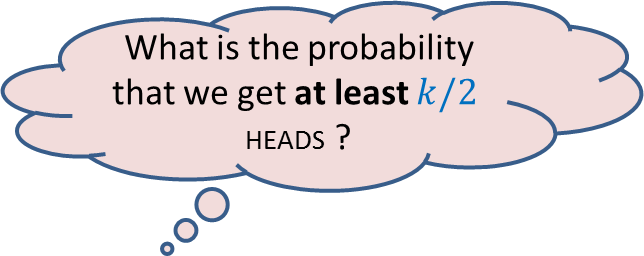 What is the probability
that we get at least k/2
HEADS ?